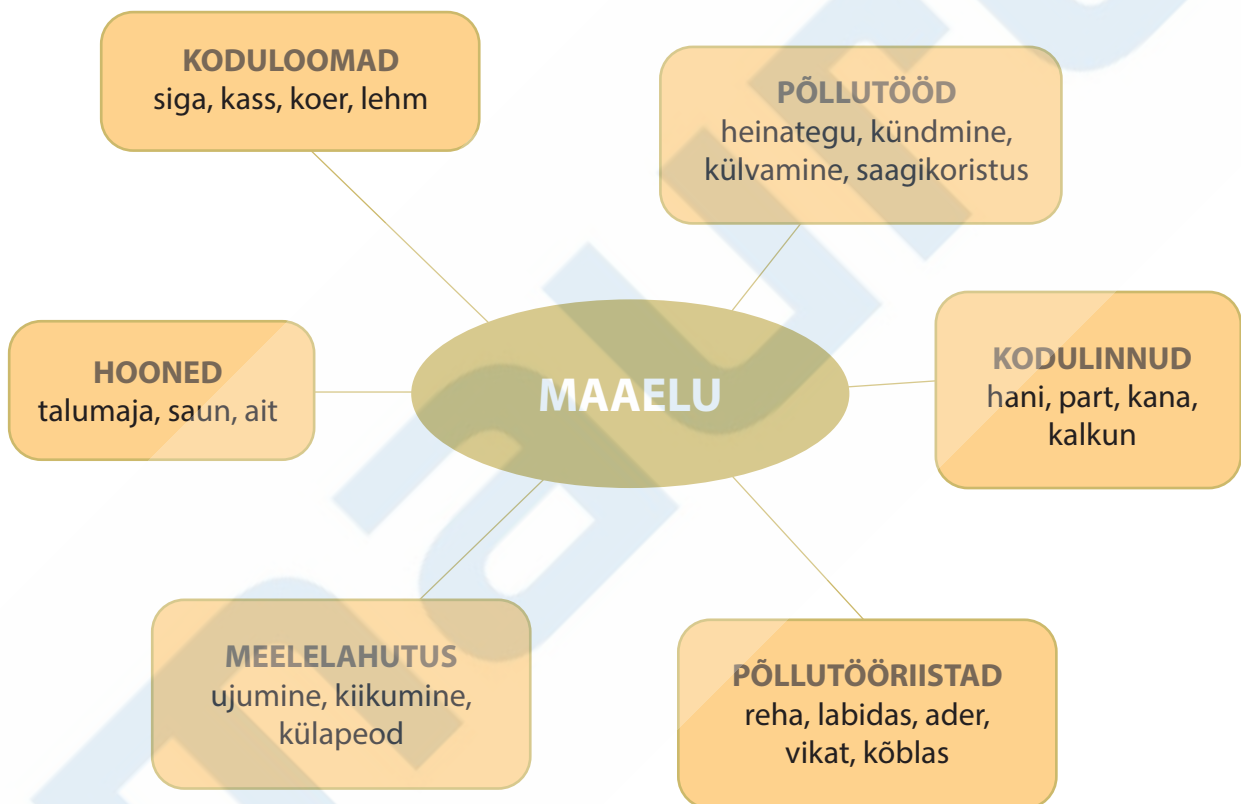 KODULOOMAD
siga, kass, koer, lehm
PÕLLUTÖÖD
heinategu, kündmine,
külvamine, saagikoristus
HOONED
talumaja, saun, ait
MAAELU
KODULINNUD
hani, part, kana,
kalkun
MEELELAHUTUS
ujumine, kiikumine,
külapeod
PÕLLUTÖÖRIISTAD
reha, labidas, ader,
vikat, kõblas